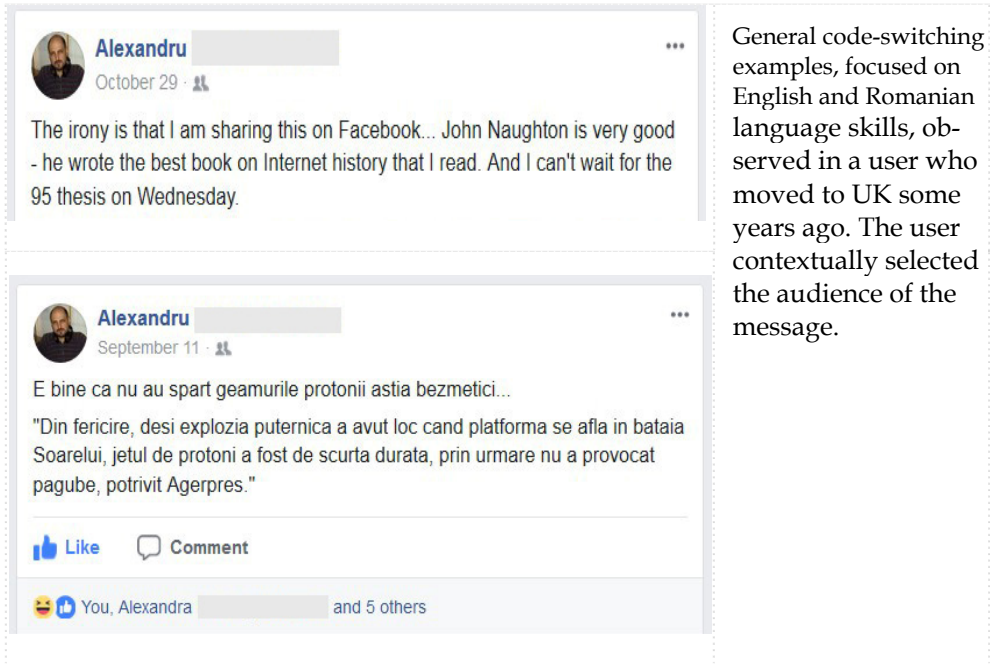 Alexandru
October 29
The irony is that I am sharing this on Facebook... John Naughton is very good
- he wrote the best book on Internet history that I read. And I can't wait for the
95 thesis on Wednesday.
Alexandru
September 11
E bine ca nu au spart geamurile protonii astia bezmetici...
"Din fericire, desi explozia puternica a avut loc cand platforma se afla in bataia
Soarelui, jetul de protoni a fost de scurta durata, prin urmare nu a provocat
pagube, potrivit Agerpres."
Like Comment
You, Alexandra and 5 others
General code-switching
examples, focused on
English and Romanian
language skills, ob-
served in a user who
moved to UK some
years ago. The user
contextually selected
the audience of the
message.